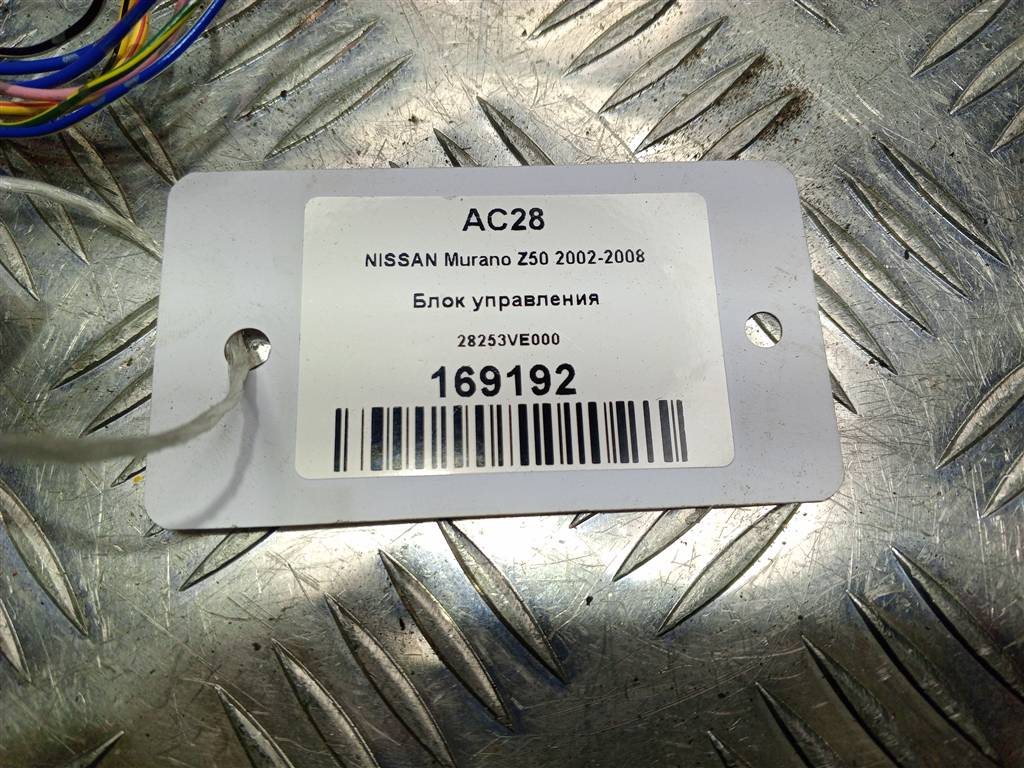 AC28
NISSAN Murano Z50 2002-2008
Блок управления
28253VE000
169192